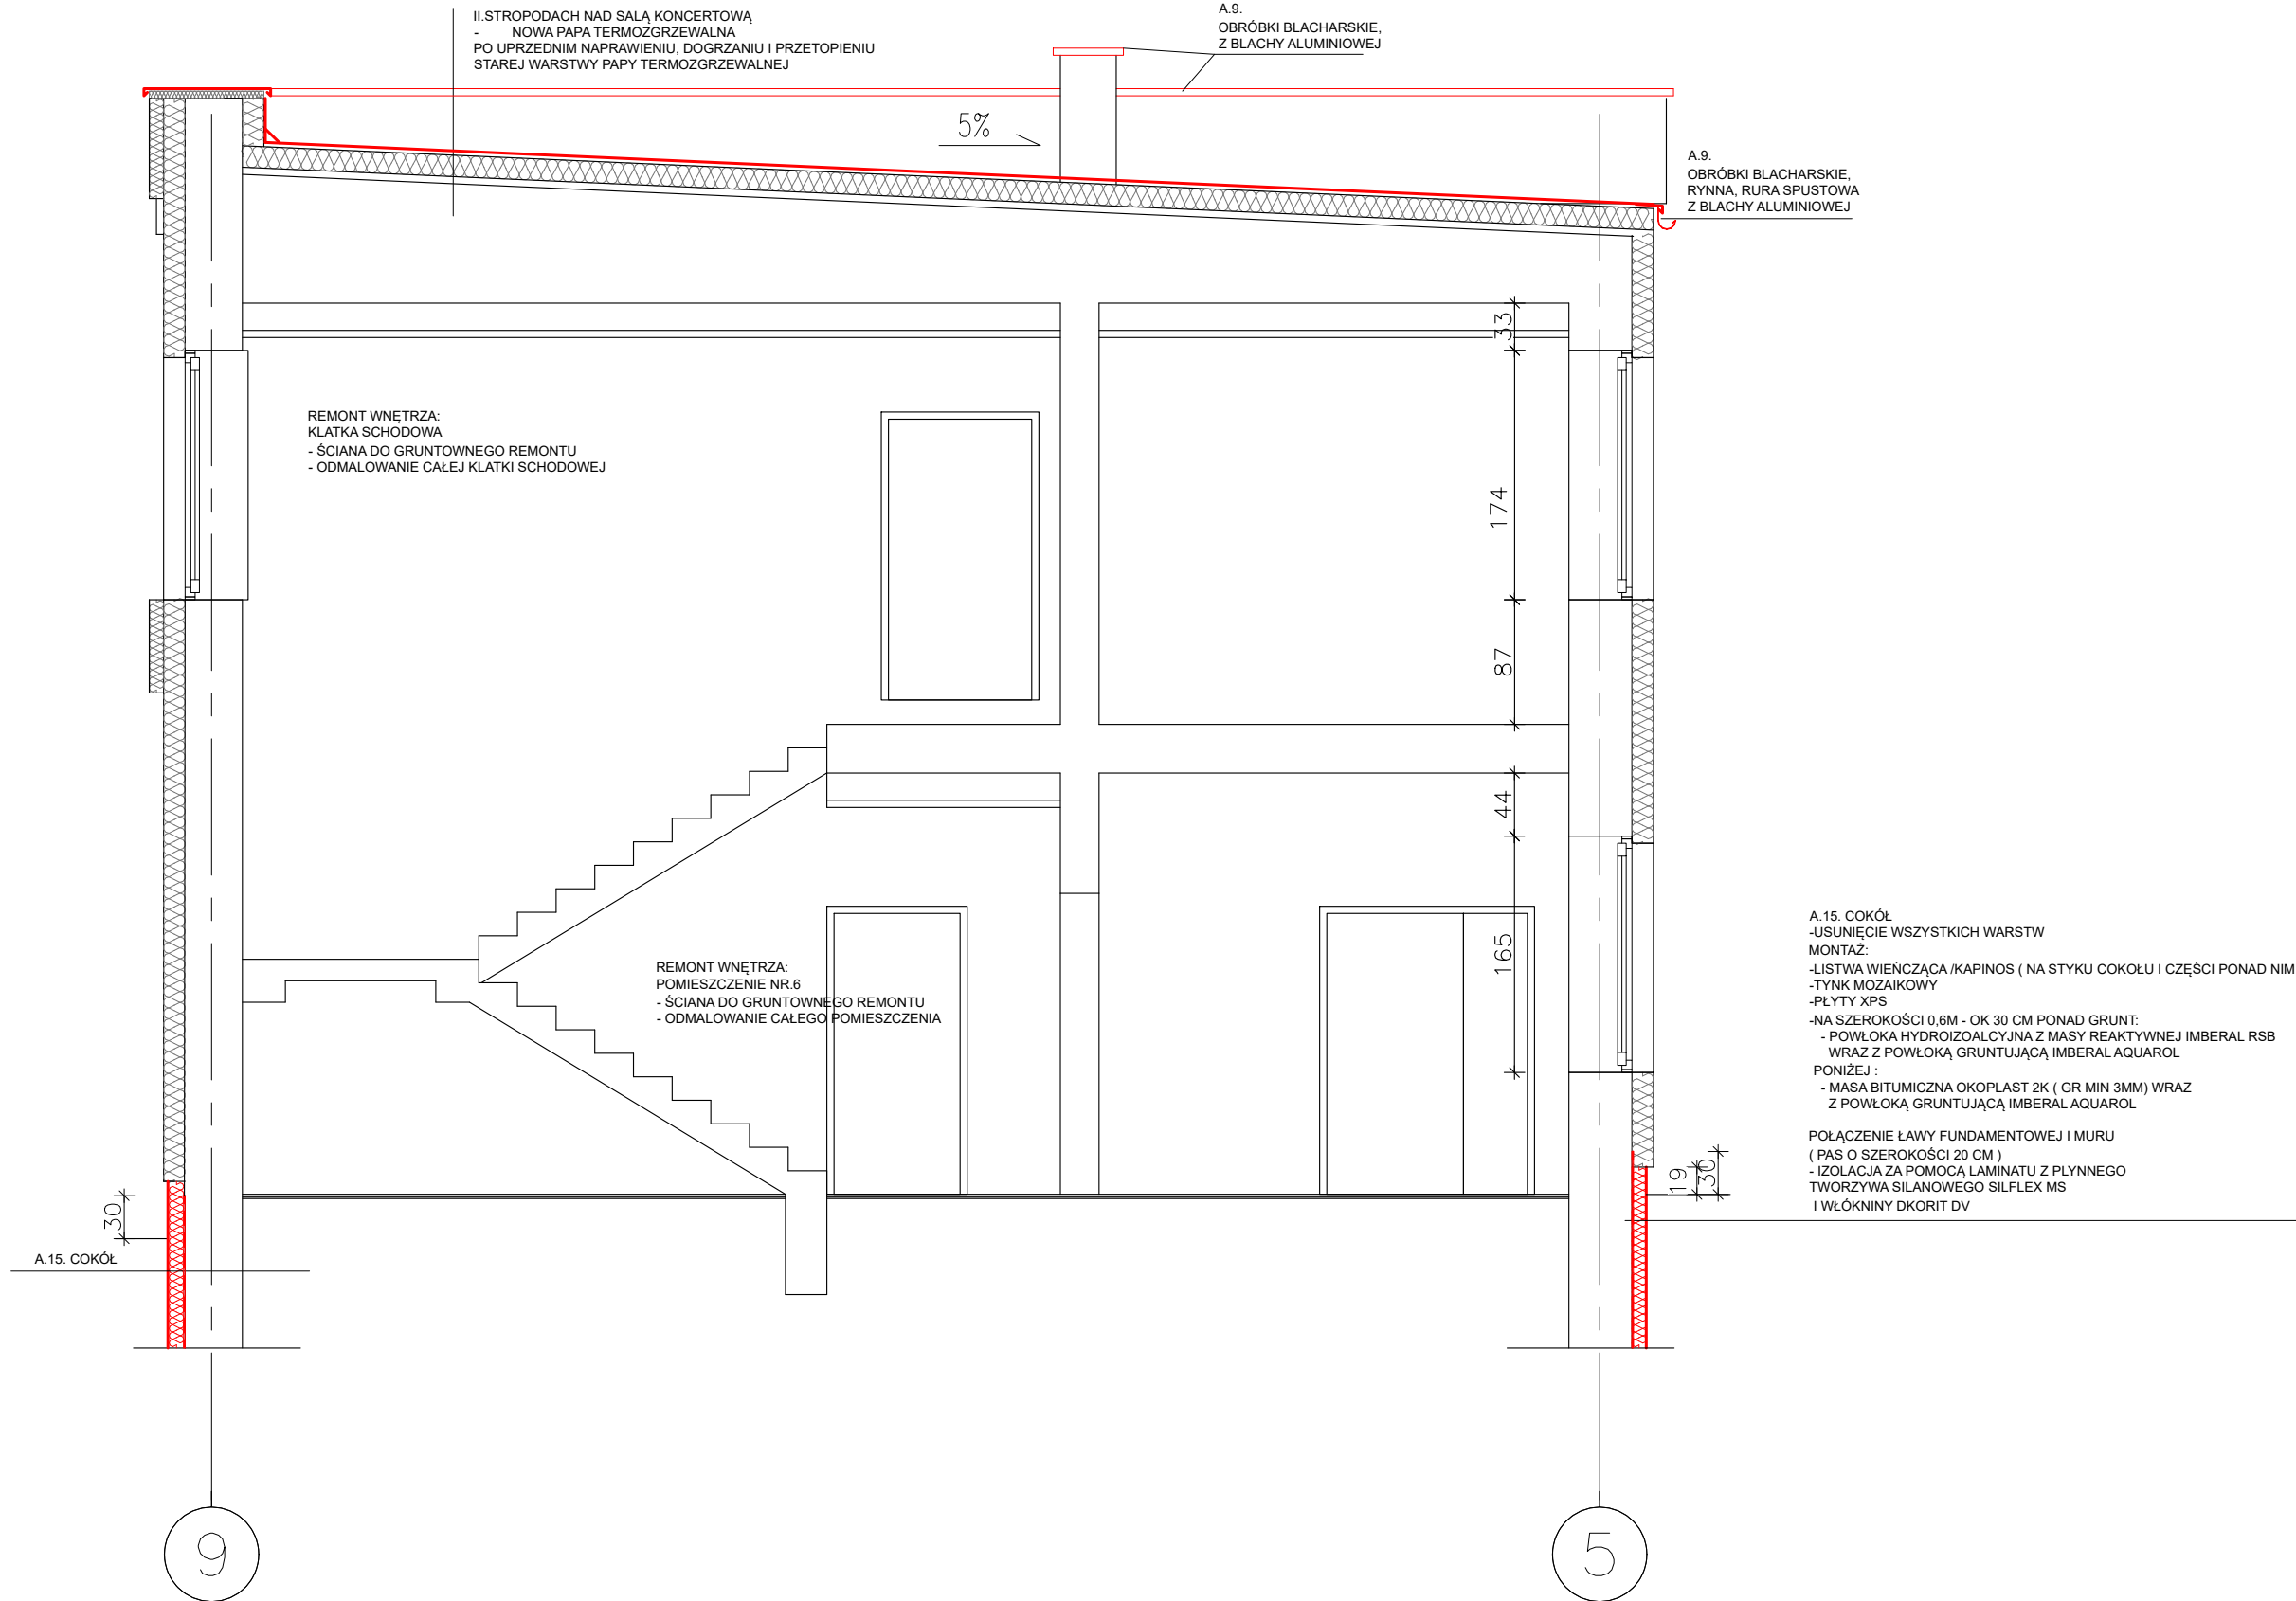 II.STROPODACH NAD SALĄ KONCERTOWĄ
- NOWA PAPA TERMOZGRZEWALNA
PO UPRZEDNIM NAPRAWIENIU, DOGRZANIU I PRZETOPIENIU
STAREJ WARSTWY PAPY TERMOZGRZEWALNEJ
A.9.
OBRÓBKI BLACHARSKIE,
Z BLACHY ALUMINIOWEJ
5%
A.9.
OBRÓBKI BLACHARSKIE,
RYNNA, RURA SPUSTOWA
Z BLACHY ALUMINIOWEJ
33
REMONT WNĘTRZA:
KLATKA SCHODOWA
- ŚCIANA DO GRUNTOWNEGO REMONTU
- ODMALOWANIE CAŁEJ KLATKI SCHODOWEJ
174
87
44
165
REMONT WNĘTRZA:
POMIESZCZENIE NR.6
- ŚCIANA DO GRUNTOWNEGO REMONTU
- ODMALOWANIE CAŁEGO POMIESZCZENIA
A.15. COKÓŁ
-USUNIĘCIE WSZYSTKICH WARSTW
MONTAŻ:
-LISTWA WIEŃCZĄCA /KAPINOS ( NA STYKU COKOŁU I CZĘŚCI PONAD NIM
-TYNK MOZAIKOWY
-PŁYTY XPS
-NA SZEROKOŚCI 0,6M - OK 30 CM PONAD GRUNT:
- POWŁOKA HYDROIZOALCYJNA Z MASY REAKTYWNEJ IMBERAL RSB
WRAZ Z POWŁOKĄ GRUNTUJĄCĄ IMBERAL AQUAROL
PONIŻEJ :
- MASA BITUMICZNA OKOPLAST 2K ( GR MIN 3MM) WRAZ
Z POWŁOKĄ GRUNTUJĄCĄ IMBERAL AQUAROL
POŁĄCZENIE ŁAWY FUNDAMENTOWEJ I MURU
( PAS O SZEROKOŚCI 20 CM )
- IZOLACJA ZA POMOCĄ LAMINATU Z PLYNNEGO
TWORZYWA SILANOWEGO SILFLEX MS
I WŁÓKNINY DKORIT DV
19
30
30
A.15. COKÓŁ
9
5